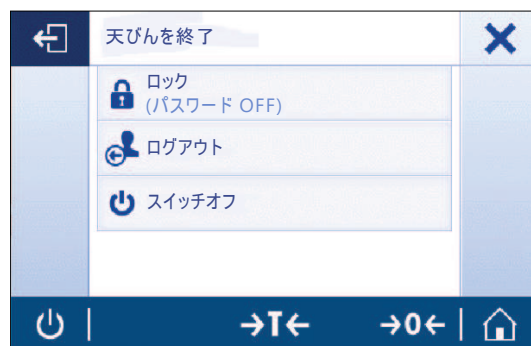 天びんを終了
ロック
(パスワード OFF)
ログアウト
スイッチオフ
→T←
→0←